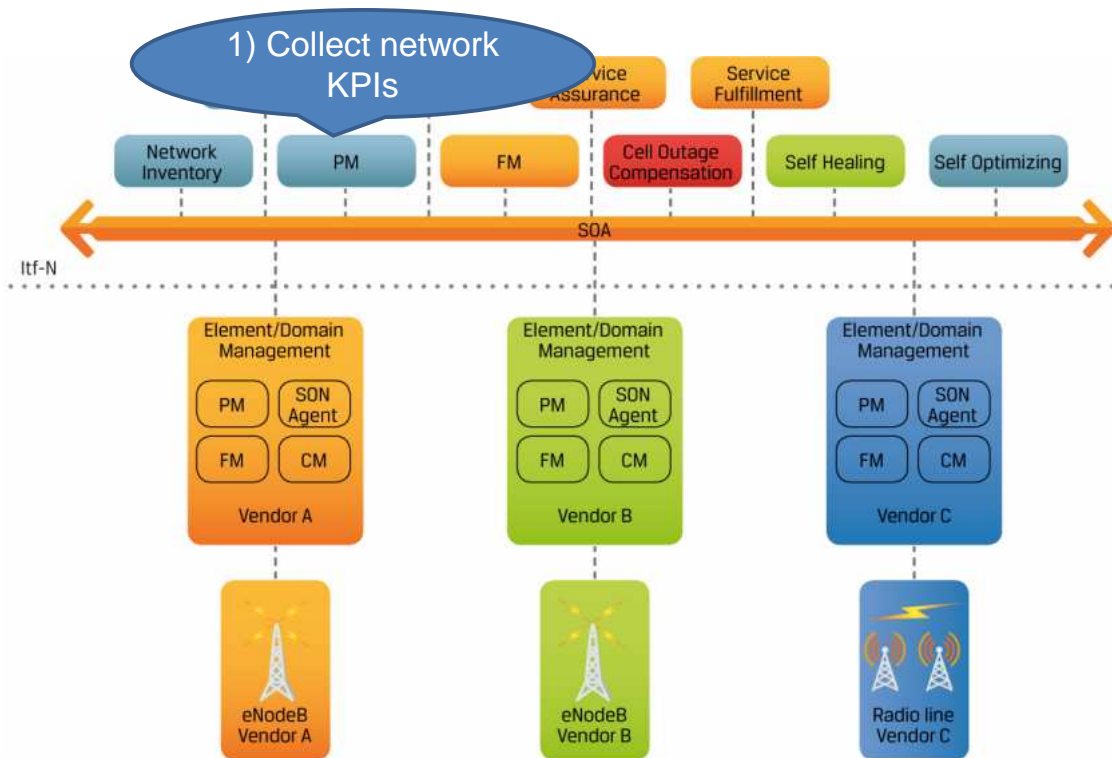 1) Collect network
KPIs
Assurance
Service
Fulfillment
Network
Inventory
PM
FM
Cell Outage
Compensation
Self Healing
Self Optimizing
SOA
Itf-N
Element/Domain
Management
PM
SON
Agent
FM
CM
Vendor A
Element/Domain
Management
PM
SON
Agent
FM
CM
Vendor B
Element/Domain
Management
PM
SON
Agent
FM
CM
Vendor C
eNodeB
Vendor A
eNodeB
Vendor B
Radio line
Vendor C